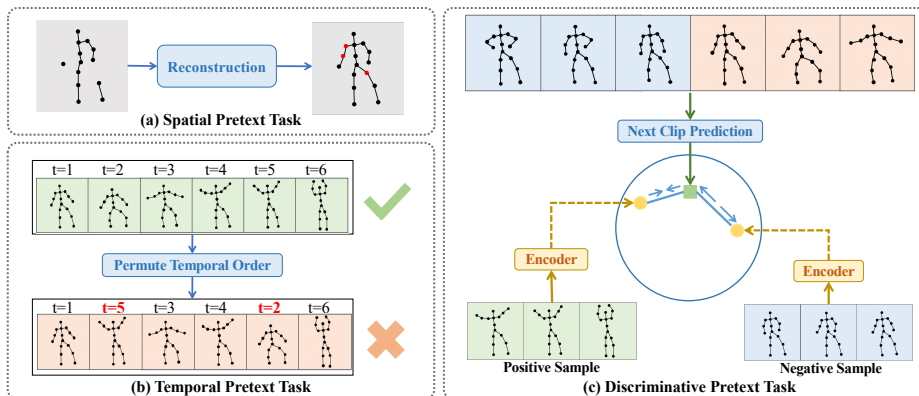 Reconstruction
(a) Spatial Pretext Task
t=1 t=2 t=3 t=4 t=5 t=6
Permute Temporal Order
t=1 t=5 t=3 t=4 t=2 t=6
(b) Temporal Pretext Task
Next Clip Prediction
Encoder
Encoder
Positive Sample
Negative Sample
(c) Discriminative Pretext Task